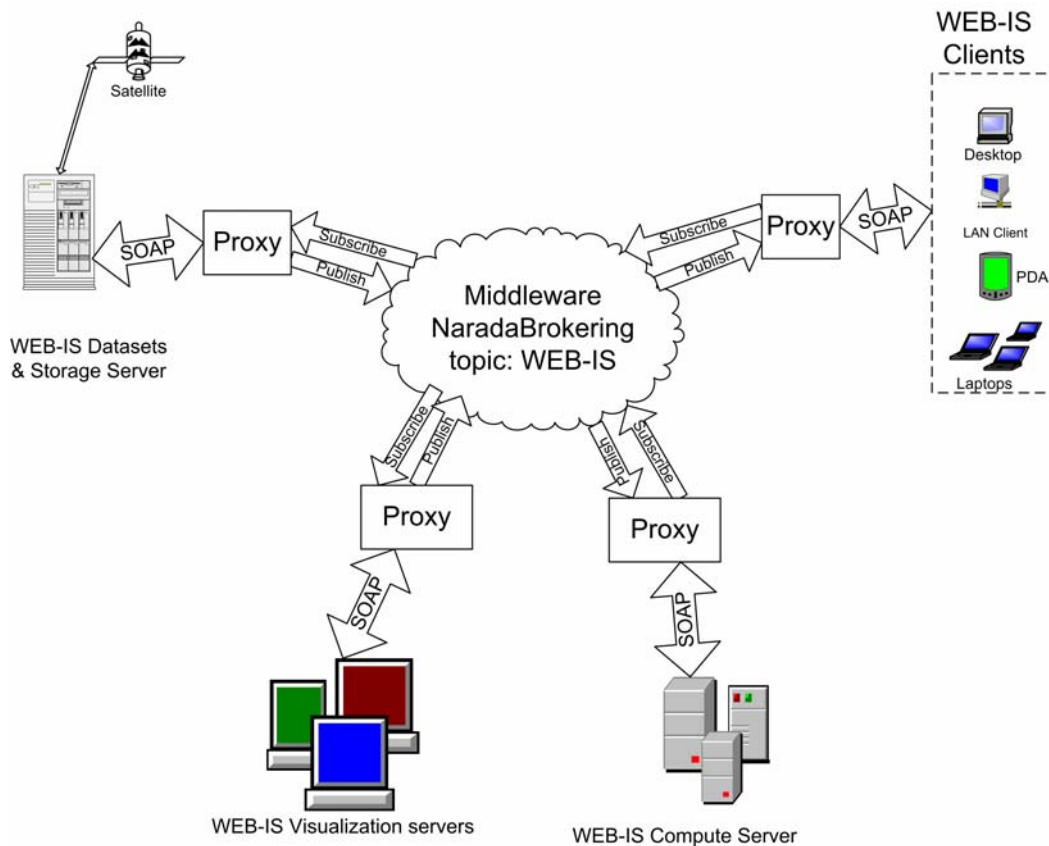 WEB-IS
Clients
Satellite
Desktop
LAN Client
PDA
Laptops
SOAP
Proxy
Subscribe
Publish
Middleware
NaradaBrokering
topic: WEB-IS
Subscribe
Publish
Proxy
SOAP
WEB-IS Datasets
& Storage Server
Subscribe
Publish
Proxy
SOAP
Publish
Subscribe
Proxy
SOAP
WEB-IS Visualization servers
WEB-IS Compute Server